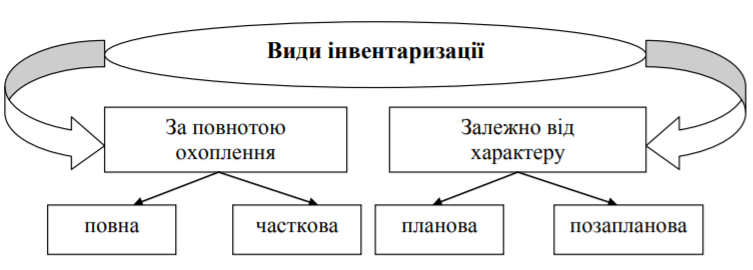 Види інвентаризації
За повнотою
охоплення
Залежно від
характеру
повна
часткова
планова
позапланова